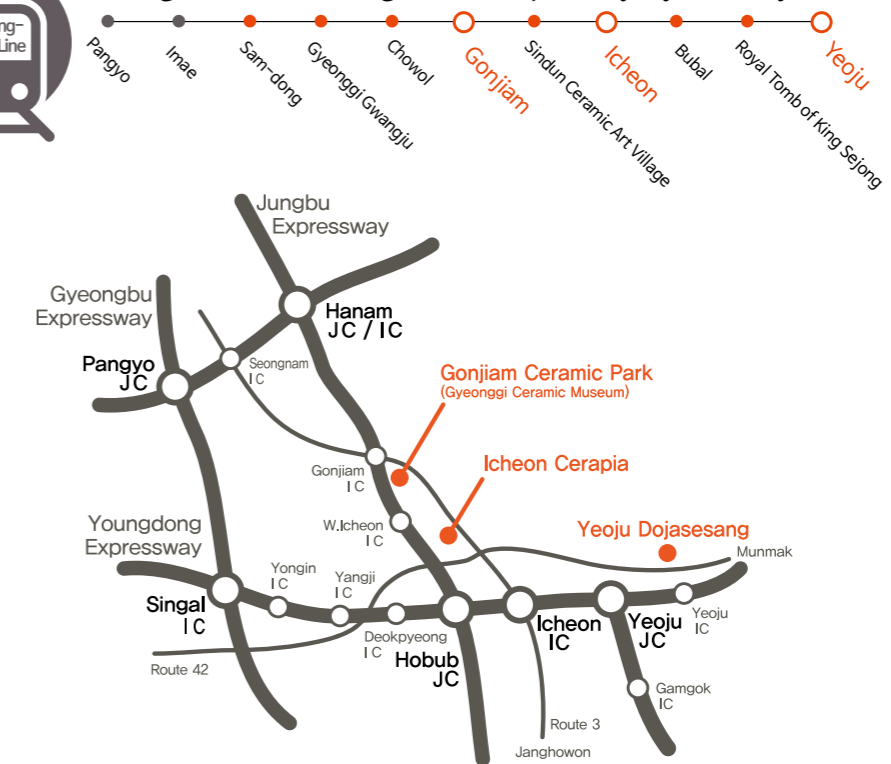 ng-
Line
Pangyo
Imae
Sam-dong
Gyeonggi Gwangju
Chowol
Gonjiam
Sindun Ceramic Art Village
Icheon
Bubal
Royal Tomb of King Sejong
Yeoju
Jungbu
Expressway
Gyeongbu
Expressway
Hanam
JC / IC
Pangyo
JC
Seongnam
IC
Gonjiam Ceramic Park
(Gyeonggi Ceramic Museum)
Gonjiam
IC
Icheon Cerapia
W.Icheon
IC
Youngdong
Expressway
Yeoju Dojasesang
Munmak
Yongin
IC
Yangji
IC
Singal
IC
Deokpyeong
IC
Hobub
JC
Icheon
IC
Yeoju
JC
Yeoju
IC
Route 42
Gamgok
IC
Route 3
Janghowon